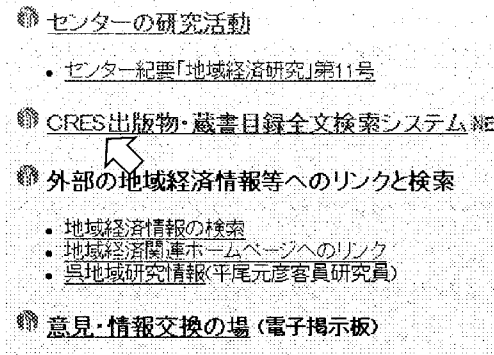 センターの研究活動
・センター紀要「地域経済研究」第11号
CRES出版物・蔵書目録全文検索システム NE
外部の地域経済情報等へのリンクと検索
・地域経済情報の検索
・地域経済関連ホームページへのリンク
・呉地域研究情報(平尾元彦客員研究員)
意見・情報交換の場 (電子掲示板)